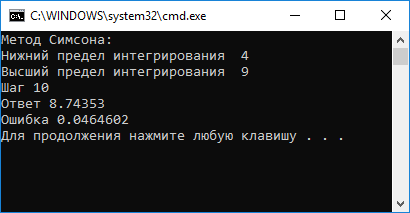 C:\WINDOWS\system32\cmd.exe
Метод Симсона:
Нижний предел интегрирования  4
Высший предел интегрирования  9
Шаг 10
Ответ 8.74353
Ошибка 0.0464602
Для продолжения нажмите любую клавишу . . .